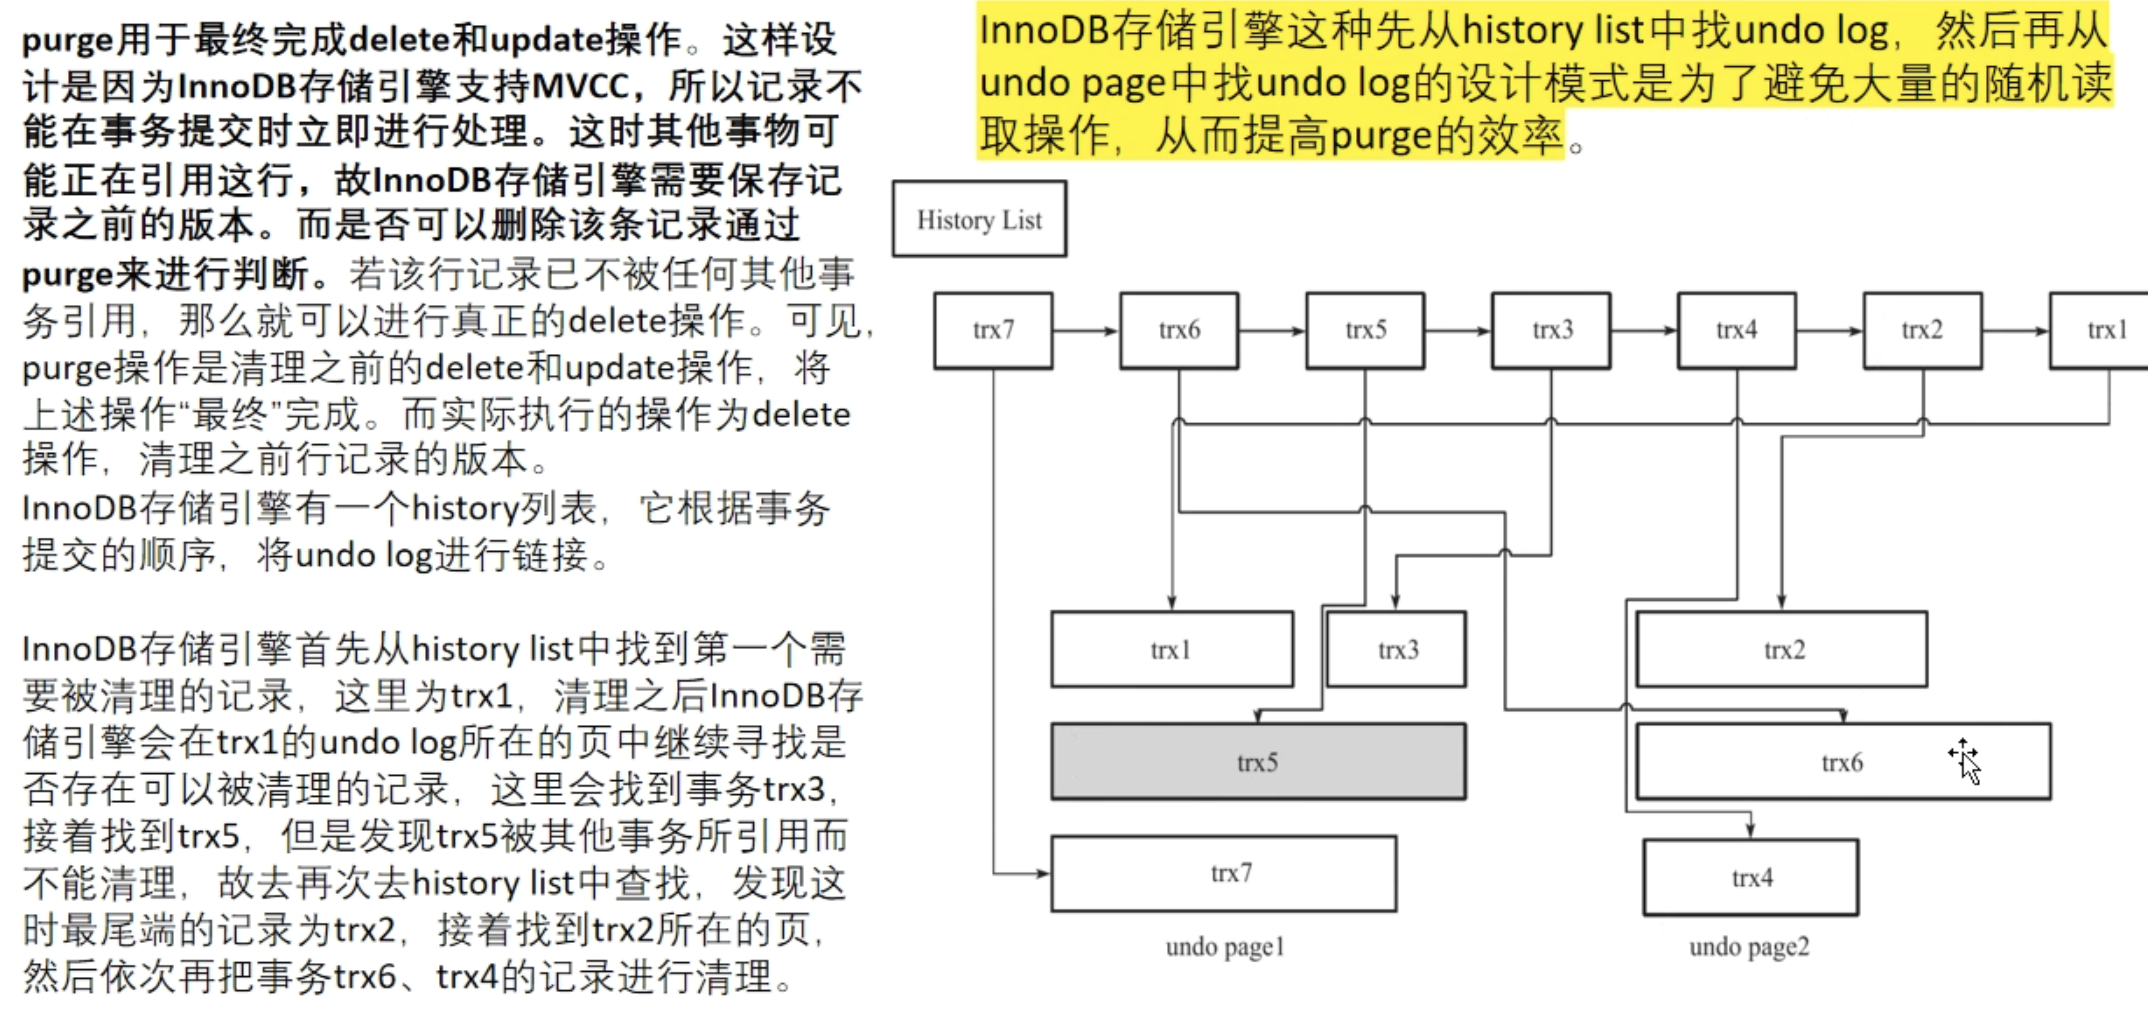 purge用于最终完成delete和update操作。这样设
计是因为InnoDB存储引擎支持MVCC，所以记录不
能在事务提交时立即进行处理。这时其他事物可
能正在引用这行，故InnoDB存储引擎需要保存记
录之前的版本。而是否可以删除该条记录通过
purge来进行判断。若该行记录已不被任何其他事
务引用，那么就可以进行真正的delete操作。可见，
purge操作是清理之前的delete和update操作，将
上述操作“最终”完成。而实际执行的操作为delete
操作，清理之前行记录的版本。
InnoDB存储引擎有一个history列表，它根据事务
提交的顺序，将undo log进行链接。
InnoDB存储引擎首先从history list中找到第一个需
要被清理的记录，这里为trx1，清理之后InnoDB存
储引擎会在trx1的undo log所在的页中继续寻找是
否存在可以被清理的记录，这里会找到事务trx3，
接着找到trx5，但是发现trx5被其他事务所引用而
不能清理，故去再次去history list中查找，发现这
时最尾端的记录为trx2，接着找到trx2所在的页，
然后依次再把事务trx6、trx4的记录进行清理。
InnoDB存储引擎这种先从history list中找undo log，然后再从
undo page中找undo log的设计模式是为了避免大量的随机读
取操作，从而提高purge的效率。
History List
trx7
trx6
trx5
trx3
trx4
trx2
trx1
trx1
trx3
trx2
trx5
trx6
trx7
trx4
undo page1
undo page2